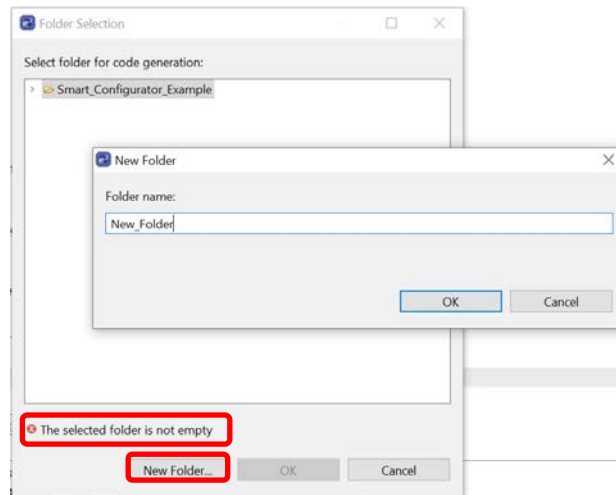 Folder Selection
Select folder for code generation:
Smart_Configurator_Example
New Folder
Folder name:
New_Folder
OK Cancel
The selected folder is not empty
New Folder... OK Cancel